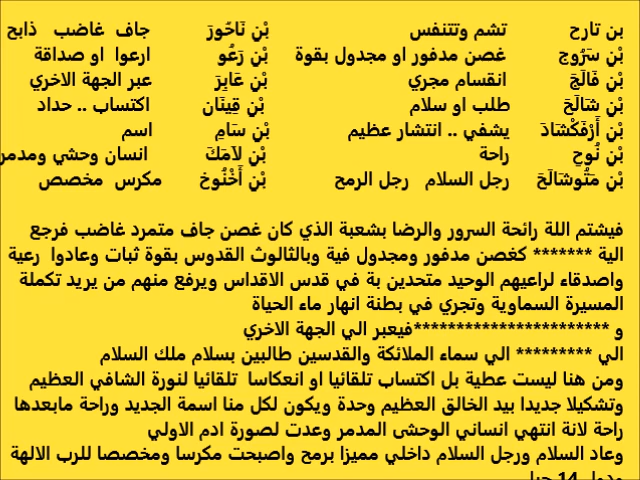 بن تارح تشم وتتنفس بْنِ نَاحُورَ جاف غاضب ذابح
بْنِ سَرُوجَ غصن مدفور او مجدول بقوة بْنِ رَعُو ارعوا او صداقة
بْنِ فَالَجَ انقسام مجري بْنِ عَابِرَ عبر الجهة الاخري
بْنِ شَالَحَ طلب او سلام بْنِ قِينَان اكتساب .. حداد
بْنِ أَرْفَكْشَادَ يشفي .. انتشار عظيم بْنِ سَامِ اسم
بْنِ نُوحِ راحة بْنِ لاَمَكَ انسان وحشي ومدمر
بْنِ مَتُوشَالَحَ رجل السلام رجل الرمح بْنِ أَخْنُوخَ مكرس مخصص
فيشتم اللة رائحة السرور والرضا بشعبة الذي كان غصن جاف متمرد غاضب فرجع
الية ******* كغصن مدفور ومجدول فية وبالثالوث القدوس بقوة ثبات وعادوا رعية
واصدقاء لراعيهم الوحيد متحدين بة في قدس الاقداس ويرفع منهم من يريد تكملة
المسيرة السماوية وتجري في بطنة انهار ماء الحياة
و ***********************فيعبر الي الجهة الاخري
الي ********* الي سماء الملائكة والقدسين طالبين بسلام ملك السلام
ومن هنا ليست عطية بل اكتساب تلقائيا او انعكاسا تلقائيا لنورة الشافي العظيم
وتشكيلا جديدا بيد الخالق العظيم وحدة ويكون لكل منا اسمة الجديد وراحة مابعدها
راحة لانة انتهي انساني الوحشى المدمر وعدت لصورة ادم الاولي
وعاد السلام ورجل السلام داخلي مميزا برمح واصبحت مكرسا ومخصصا للرب الالهة